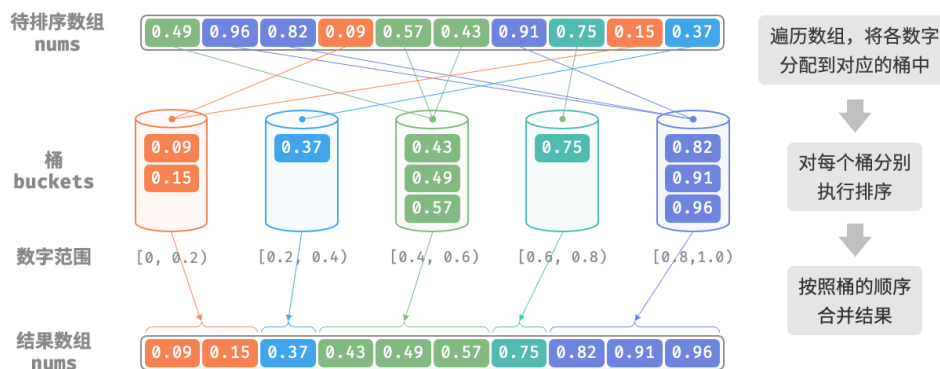 待排序数组
nums
0.49 0.96 0.82 0.09 0.57 0.43 0.91 0.75 0.15 0.37
遍历数组，将各数字
分配到对应的桶中
桶
buckets
0.09
0.15
0.37
0.43
0.49
0.57
0.75
0.82
0.91
0.96
对每个桶分别
执行排序
数字范围
[0, 0.2) [0.2, 0.4) [0.4, 0.6) [0.6, 0.8) [0.8,1.0)
按照桶的顺序
合并结果
结果数组
nums
0.09 0.15 0.37 0.43 0.49 0.57 0.75 0.82 0.91 0.96